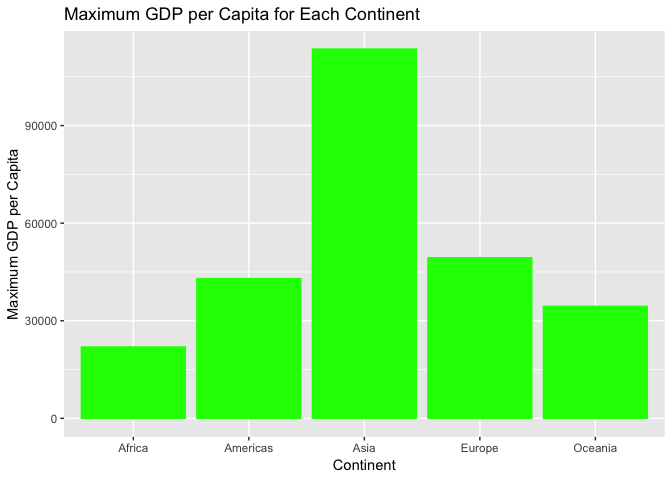 Maximum GDP per Capita for Each Continent
Maximum GDP per Capita
90000
60000
30000
0
Africa Americas Asia Europe Oceania
Continent